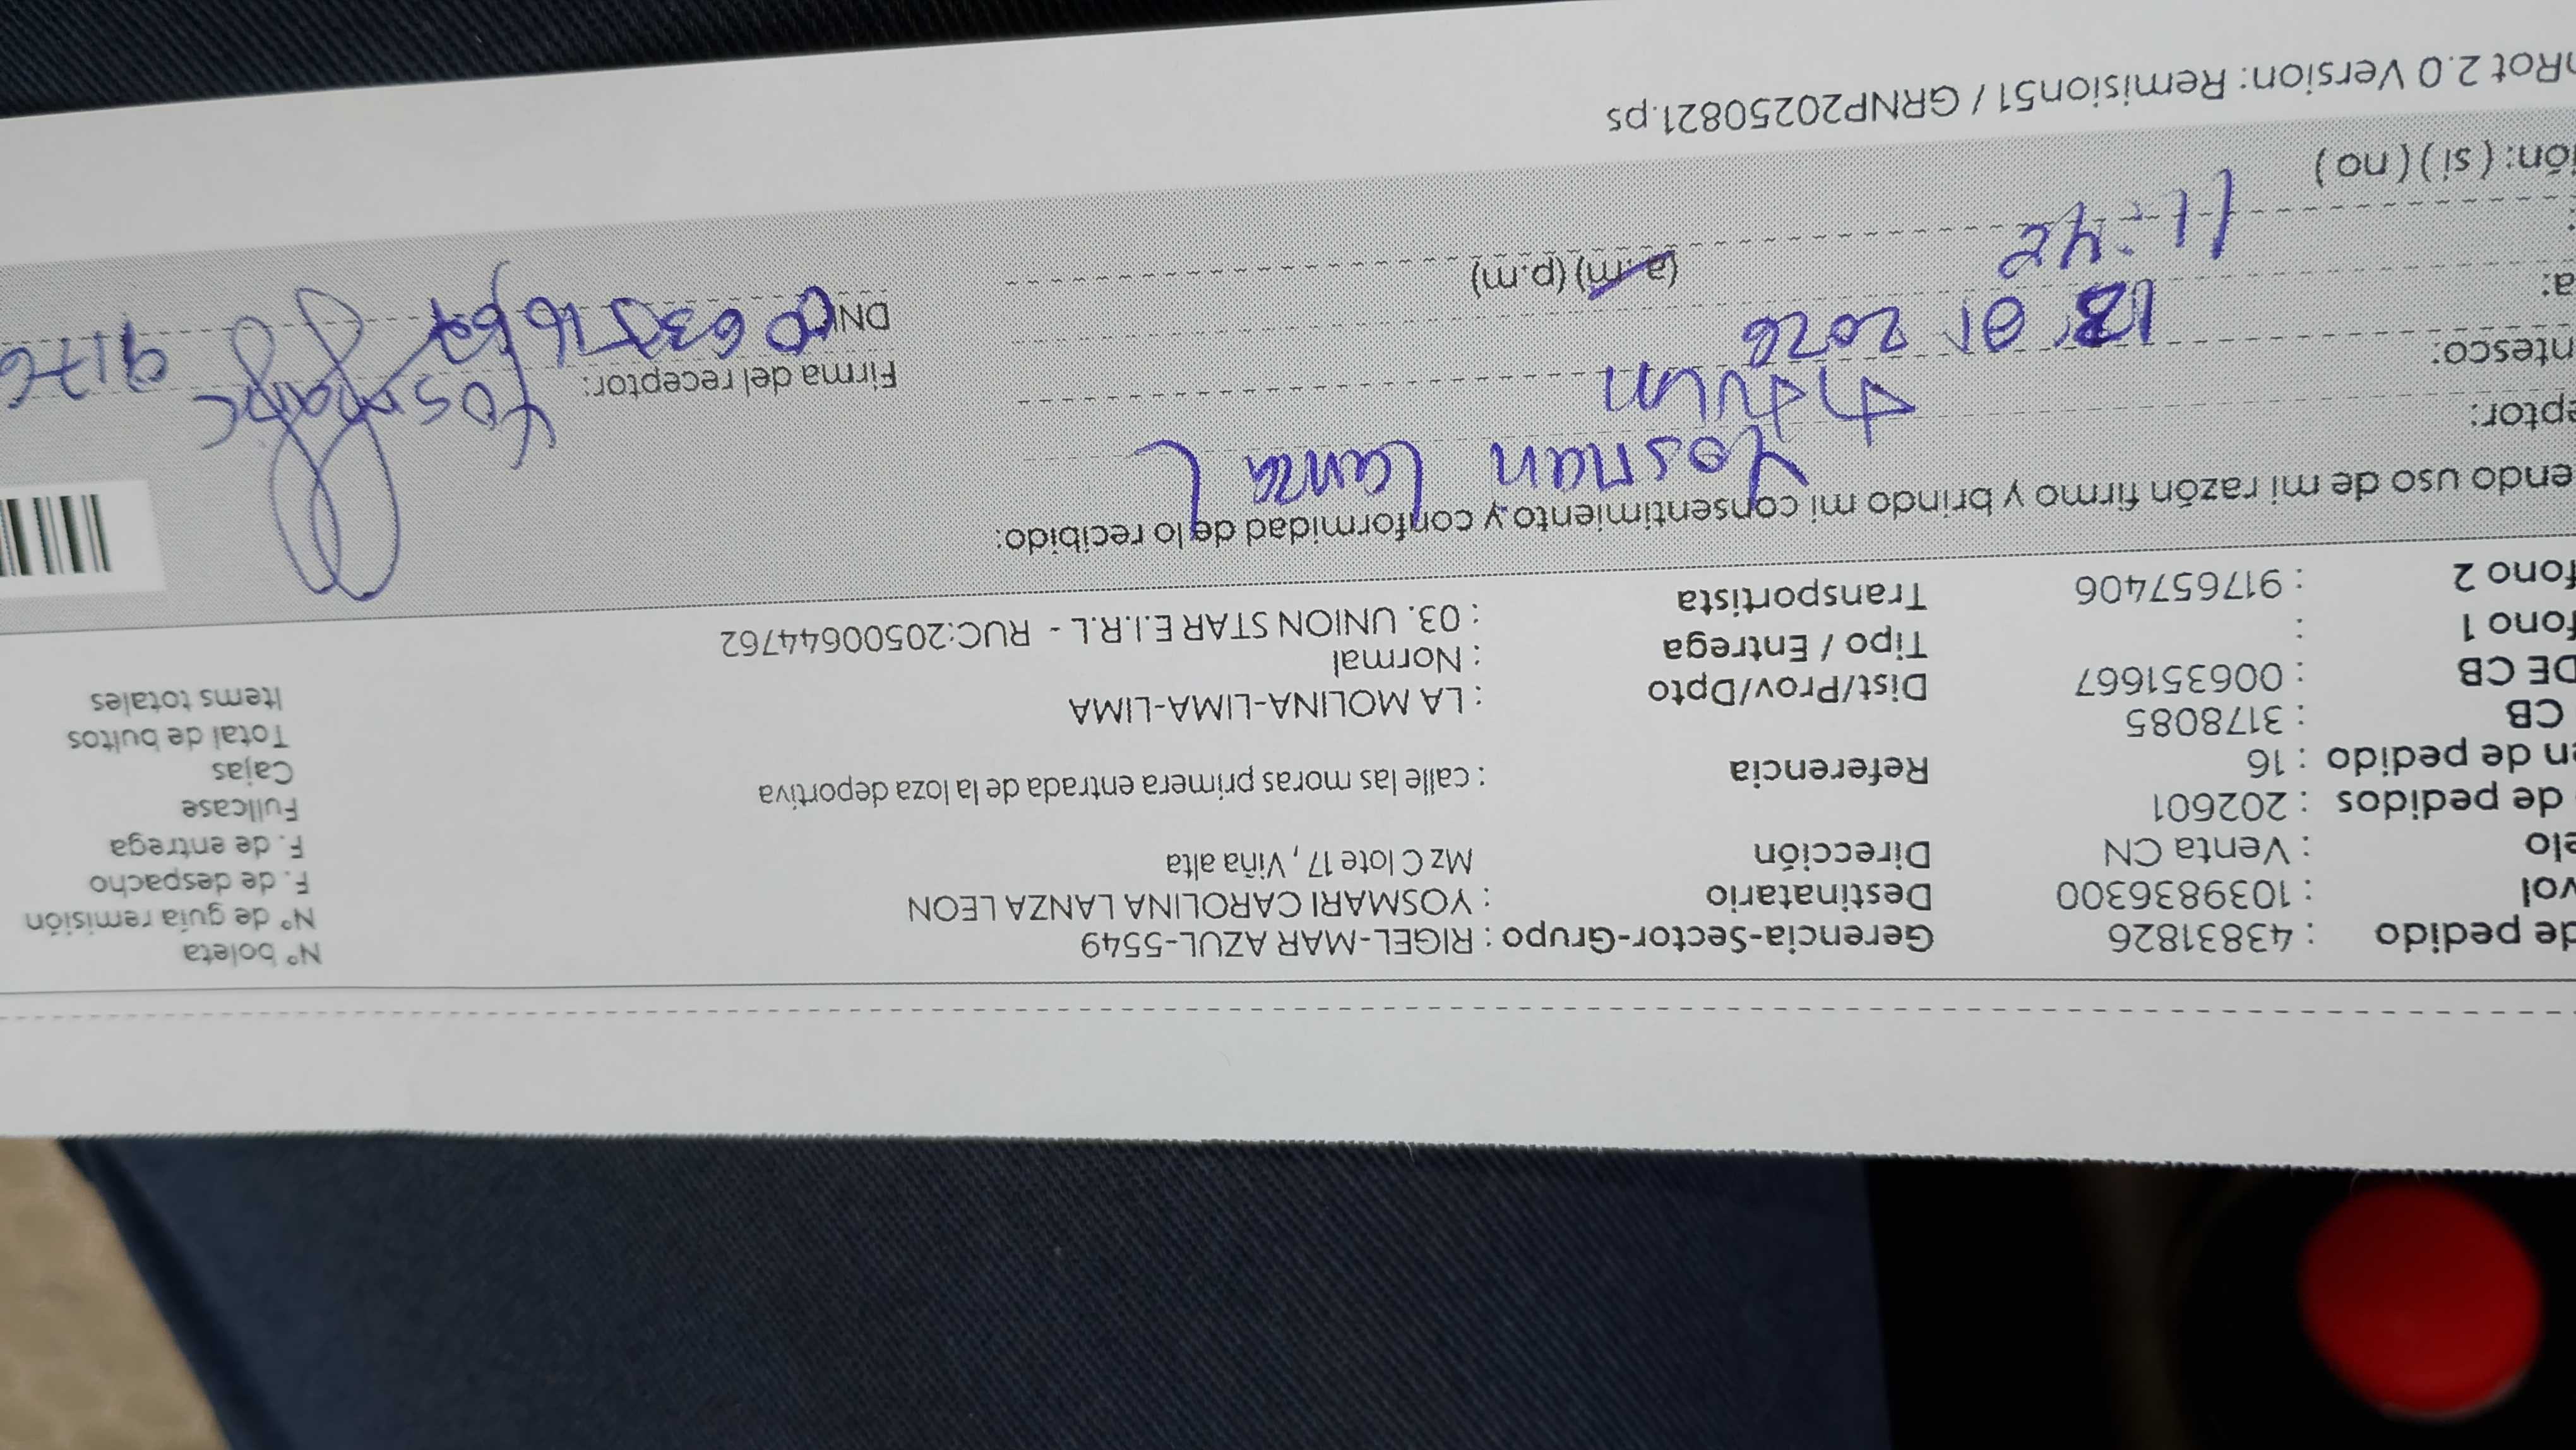 de pedido : 43831826 Gerencia-Sector-Grupo : RIGEL-MAR AZUL-5549 N° boleta
vol : 1039836300 Destinatario : YOSMARI CAROLINA LANZA LEON N° de guía remisión
elo : Venta CN Dirección Mz C lote 17 , Viña alta F. de despacho
de pedidos : 202601 F. de entrega
en de pedido : 16 Referencia : calle las moras primera entrada de la loza deportiva Fullcase
CB : 3178085 Cajas
DE CB : 006351667 Dist/Prov/Dpto : LA MOLINA-LIMA-LIMA Total de bultos
fono 1 : Tipo / Entrega : Normal Items totales
fono 2 : 917657406 Transportista : 03. UNION STAR E.I.R.L - RUC:20500644762
endo uso de mi razón firmo y brindo mi consentimiento y conformidad de lo recibido:
eptor: Lanza L
ntesco: Firma del receptor:
a: 01 2026 DNI
11:42 (a.m) (p.m) 9176
ión: ( si ) ( no )
nRot 2.0 Version: Remision51 / GRNP20250821.ps